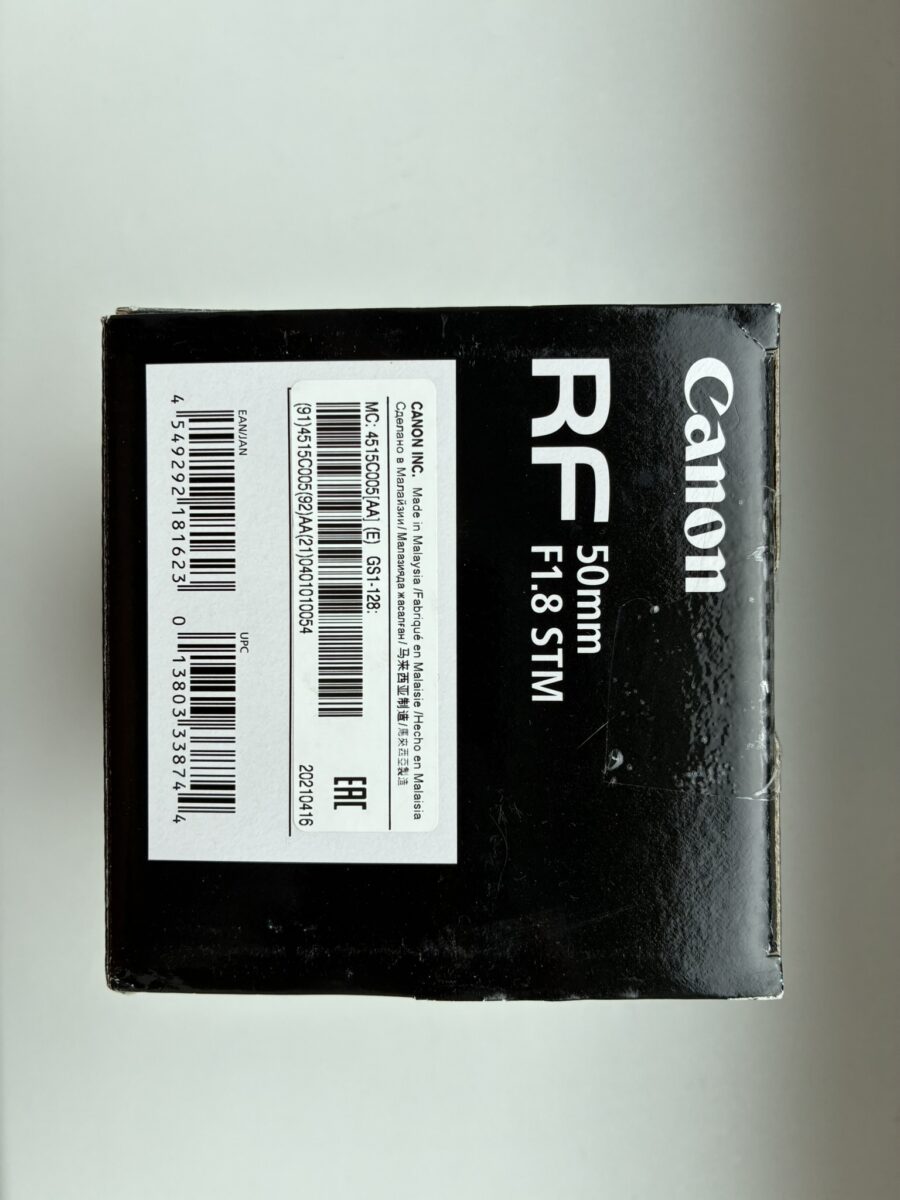 Canon
RF 50mm
F1.8 STM
CANON INC. Made in Malaysia /Fabriqué en Malaisie /Hecho en Malaisia
Сделано в Малайзии/ Малазияда жасалған/ 马来西亚制造/馬來西亞製造
MC: 4515C005[AA] (E) GS1-128:
(91)4515C005(92)AA(21)0401010054
EAC
20210416
EAN/JAN
4 549292 181623
UPC
0 13803 33874 4